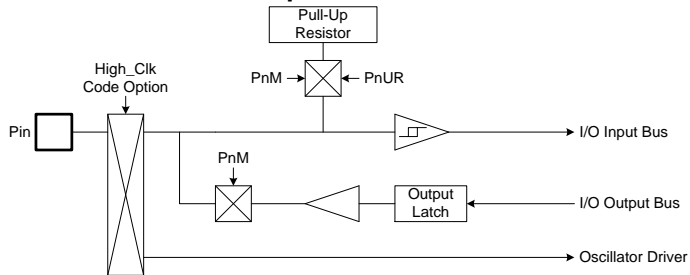 Pull-Up
Resistor
High_Clk
Code Option
PnM
PnUR
Pin
I/O Input Bus
PnM
Output
Latch
I/O Output Bus
Oscillator Driver